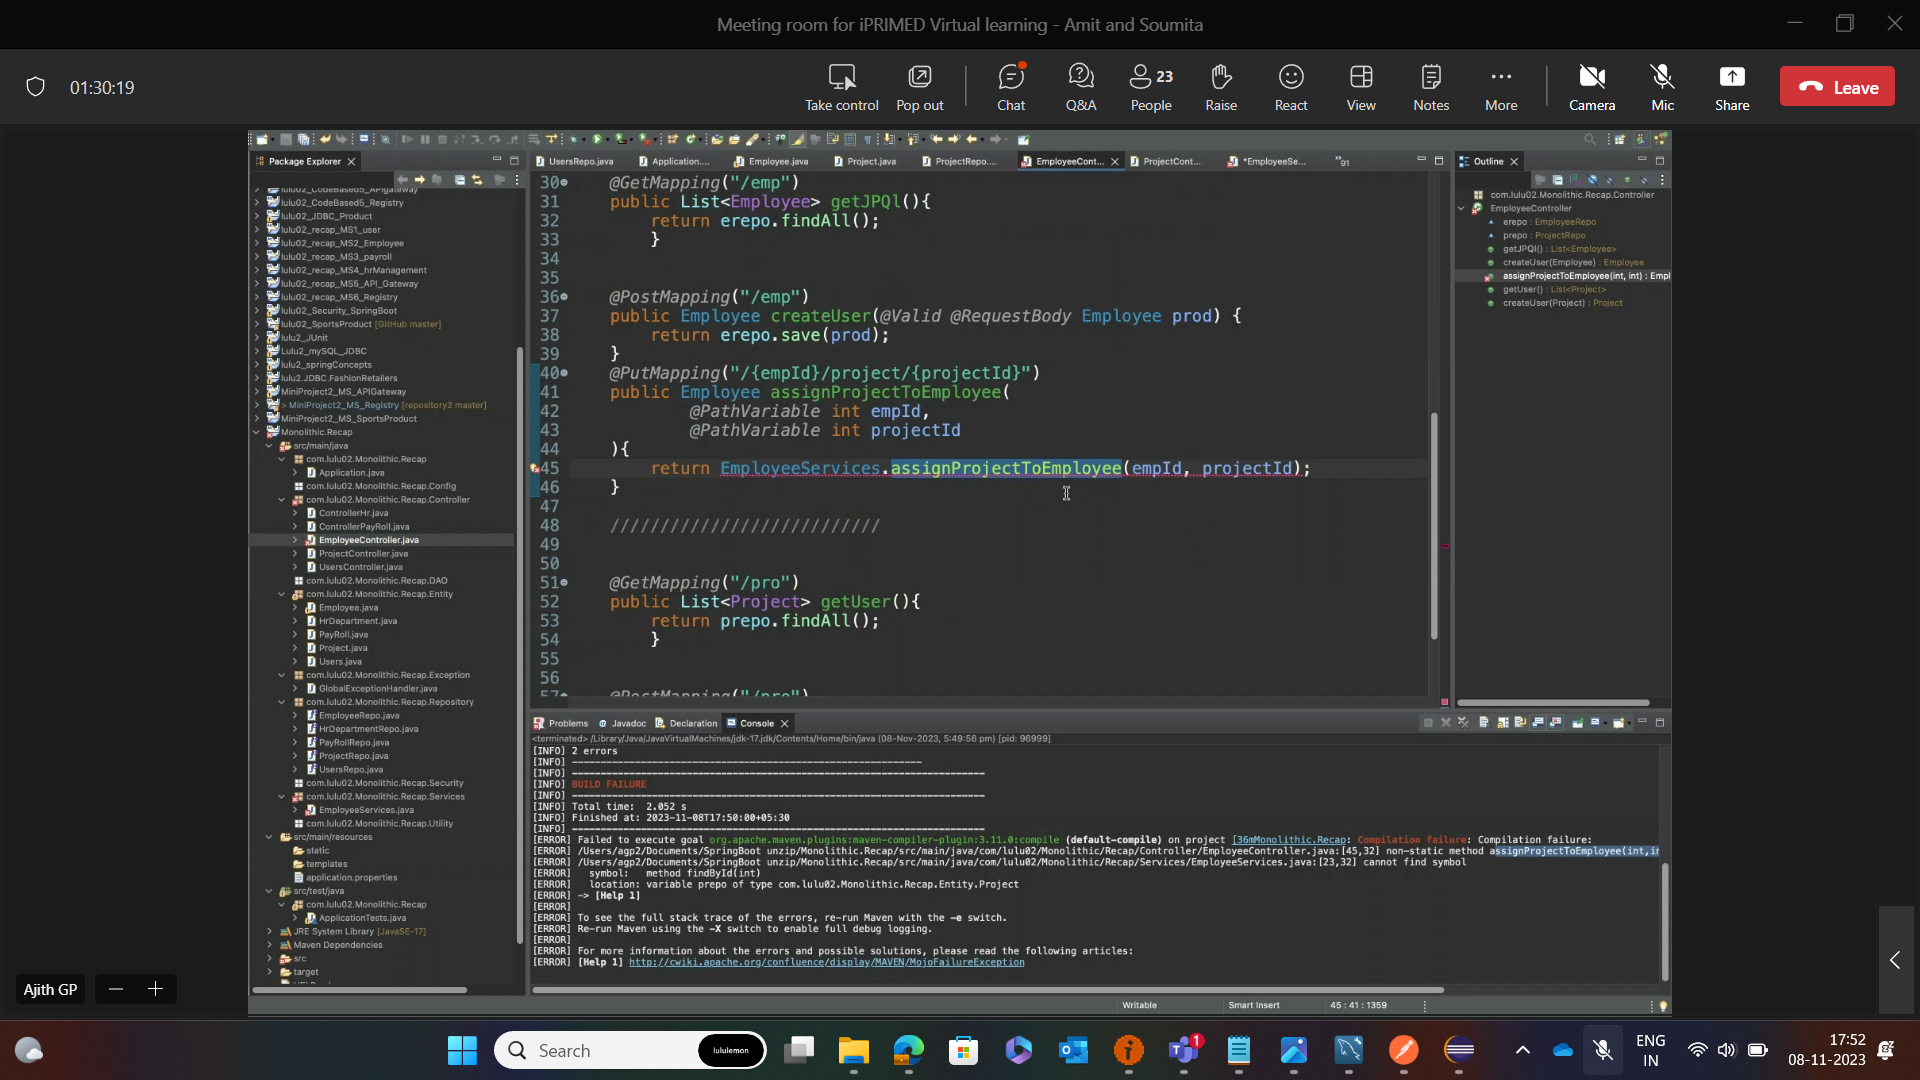 Meeting room for iPRIMED Virtual learning - Amit and Soumita
01:30:19
Take control
Pop out
Chat
Q&A
23
People
Raise
React
View
Notes
More
Camera
Mic
Share
Leave
Package Explorer
lulu02_CodeBased5_APIgateway
lulu02_CodeBased5_Registry
lulu02_JDBC_Product
lulu02_recap_MS1_user
lulu02_recap_MS2_Employee
lulu02_recap_MS3_payroll
lulu02_recap_MS4_hrManagement
lulu02_recap_MS5_API_Gateway
lulu02_recap_MS6_Registry
lulu02_Security_SpringBoot
lulu02_SportsProduct [GitHub master]
lulu2_JUnit
Lulu2_mySQL_JDBC
lulu2_springConcepts
lulu2.JDBC.FashionRetailers
MiniProject2_MS_APIGateway
> MiniProject2_MS_Registry [repository2 master]
MiniProject2_MS_SportsProduct
Monolithic.Recap
src/main/java
com.lulu02.Monolithic.Recap
Application.java
com.lulu02.Monolithic.Recap.Config
com.lulu02.Monolithic.Recap.Controller
ControllerHr.java
ControllerPayRoll.java
EmployeeController.java
ProjectController.java
UsersController.java
com.lulu02.Monolithic.Recap.DAO
com.lulu02.Monolithic.Recap.Entity
Employee.java
HrDepartment.java
PayRoll.java
Project.java
Users.java
com.lulu02.Monolithic.Recap.Exception
GlobalExceptionHandler.java
com.lulu02.Monolithic.Recap.Repository
EmployeeRepo.java
HrDepartmentRepo.java
PayRollRepo.java
ProjectRepo.java
UsersRepo.java
com.lulu02.Monolithic.Recap.Security
com.lulu02.Monolithic.Recap.Services
EmployeeServices.java
com.lulu02.Monolithic.Recap.Utility
src/main/resources
static
templates
application.properties
src/test/java
com.lulu02.Monolithic.Recap
ApplicationTests.java
JRE System Library [JavaSE-17]
Maven Dependencies
src
target
UsersRepo.java
Application....
Employee.java
Project.java
ProjectRepo....
EmployeeCont...
ProjectCont...
*EmployeeSe...
»91
30 @GetMapping("/emp")
31 public List<Employee> getJPQl(){
32 return erepo.findAll();
33 }
34
35
36 @PostMapping("/emp")
37 public Employee createUser(@Valid @RequestBody Employee prod) {
38 return erepo.save(prod);
39 }
40 @PutMapping("/{empId}/project/{projectId}")
41 public Employee assignProjectToEmployee(
42 @PathVariable int empId,
43 @PathVariable int projectId
44 ){
45 return EmployeeServices.assignProjectToEmployee(empId, projectId);
46 }
47
48 ///////////////////////////
49
50
51 @GetMapping("/pro")
52 public List<Project> getUser(){
53 return prepo.findAll();
54 }
55
56
57 @PostMapping("/pro")
Outline
com.lulu02.Monolithic.Recap.Controller
EmployeeController
erepo : EmployeeRepo
prepo : ProjectRepo
getJPQl() : List<Employee>
createUser(Employee) : Employee
assignProjectToEmployee(int, int) : Empl
getUser() : List<Project>
createUser(Project) : Project
Problems
Javadoc
Declaration
Console
<terminated> /Library/Java/JavaVirtualMachines/jdk-17.jdk/Contents/Home/bin/java (08-Nov-2023, 5:49:56 pm) [pid: 96999]
[INFO] 2 errors
[INFO] -------------------------------------------------------------
[INFO] ------------------------------------------------------------------------
[INFO] BUILD FAILURE
[INFO] ------------------------------------------------------------------------
[INFO] Total time: 2.052 s
[INFO] Finished at: 2023-11-08T17:50:00+05:30
[INFO] ------------------------------------------------------------------------
[ERROR] Failed to execute goal org.apache.maven.plugins:maven-compiler-plugin:3.11.0:compile (default-compile) on project [36mMonolithic.Recap: Compilation failure: Compilation failure:
[ERROR] /Users/agp2/Documents/SpringBoot unzip/Monolithic.Recap/src/main/java/com/lulu02/Monolithic/Recap/Controller/EmployeeController.java:[45,32] non-static method assignProjectToEmployee(int,in
[ERROR] /Users/agp2/Documents/SpringBoot unzip/Monolithic.Recap/src/main/java/com/lulu02/Monolithic/Recap/Services/EmployeeServices.java:[23,32] cannot find symbol
[ERROR] symbol: method findById(int)
[ERROR] location: variable prepo of type com.lulu02.Monolithic.Recap.Entity.Project
[ERROR] -> [Help 1]
[ERROR]
[ERROR] To see the full stack trace of the errors, re-run Maven with the -e switch.
[ERROR] Re-run Maven using the -X switch to enable full debug logging.
[ERROR]
[ERROR] For more information about the errors and possible solutions, please read the following articles:
[ERROR] [Help 1] http://cwiki.apache.org/confluence/display/MAVEN/MojoFailureException
Writable
Smart Insert
45 : 41 : 1359
Ajith GP
Search
lululemon
1
ENG
IN
17:52
08-11-2023